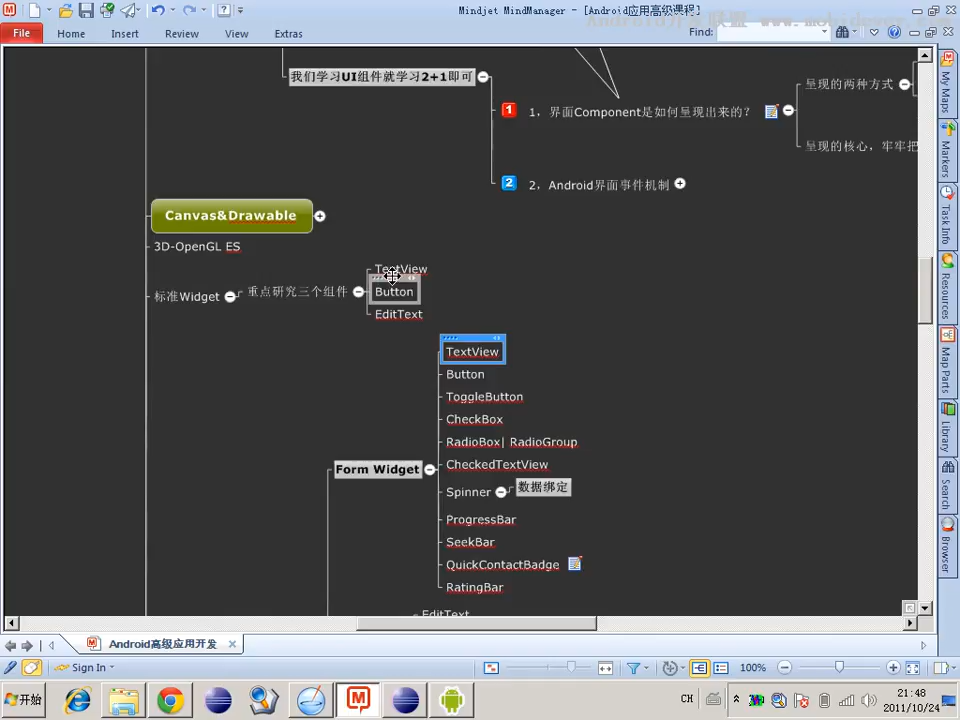 Mindjet MindManager - [Android应用高级课程]
File
Home
Insert
Review
View
Extras
Find:
我们学习UI组件就学习2+1即可
呈现的两种方式
1
1，界面Component是如何呈现出来的？
呈现的核心，牢牢把
2
2，Android界面事件机制
Canvas&Drawable
3D-OpenGL ES
标准Widget
重点研究三个组件
TextView
Button
EditText
TextView
Button
ToggleButton
CheckBox
RadioBox| RadioGroup
Form Widget
CheckedTextView
Spinner
数据绑定
ProgressBar
SeekBar
QuickContactBadge
RatingBar
EditText
My Maps
Markers
Task Info
Resources
Map Parts
Library
Search
Browser
Android高级应用开发
Sign In
100%
开始
CH
21:48
2011/10/24